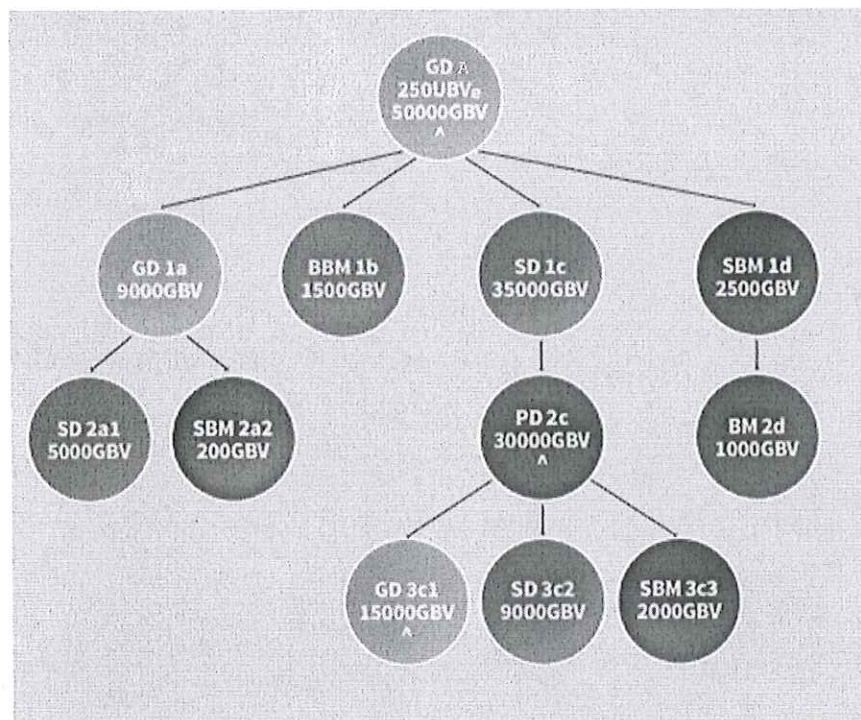 GD A
250UBVe
50000GBV
^
GD 1a
9000GBV
BBM 1b
1500GBV
SD 1c
35000GBV
SBM 1d
2500GBV
SD 2a1
5000GBV
SBM 2a2
200GBV
PD 2c
30000GBV
^
BM 2d
1000GBV
GD 3c1
15000GBV
^
SD 3c2
9000GBV
SBM 3c3
2000GBV